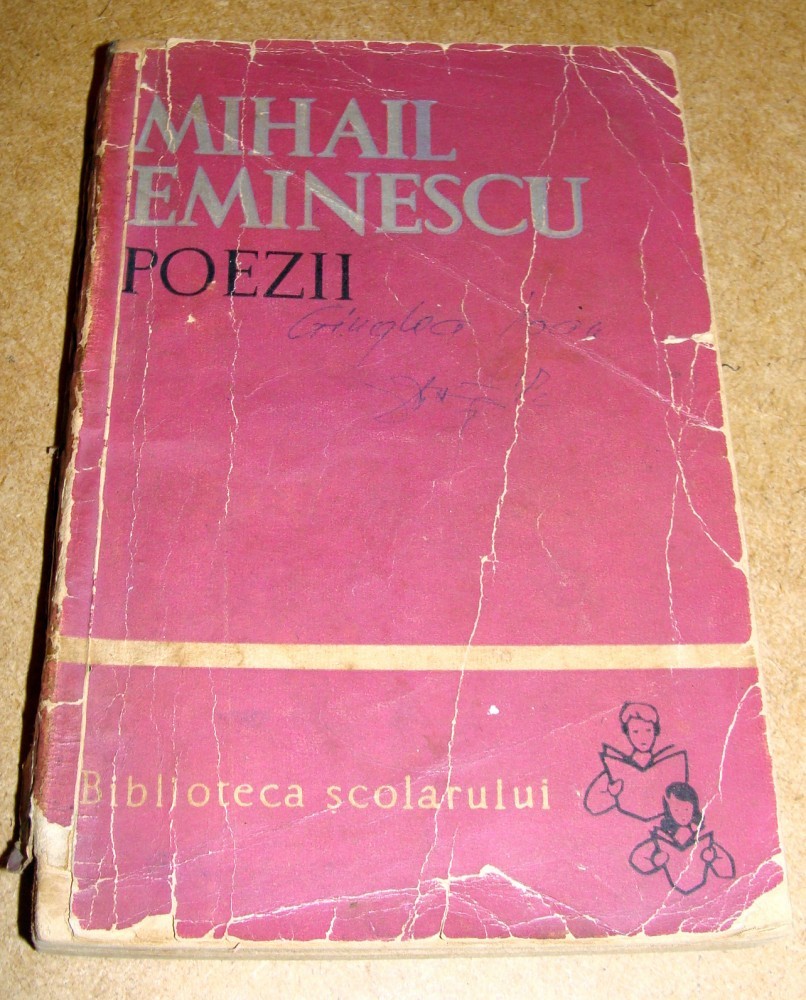 MIHAIL
EMINESCU
POEZII
Biblioteca scolarului